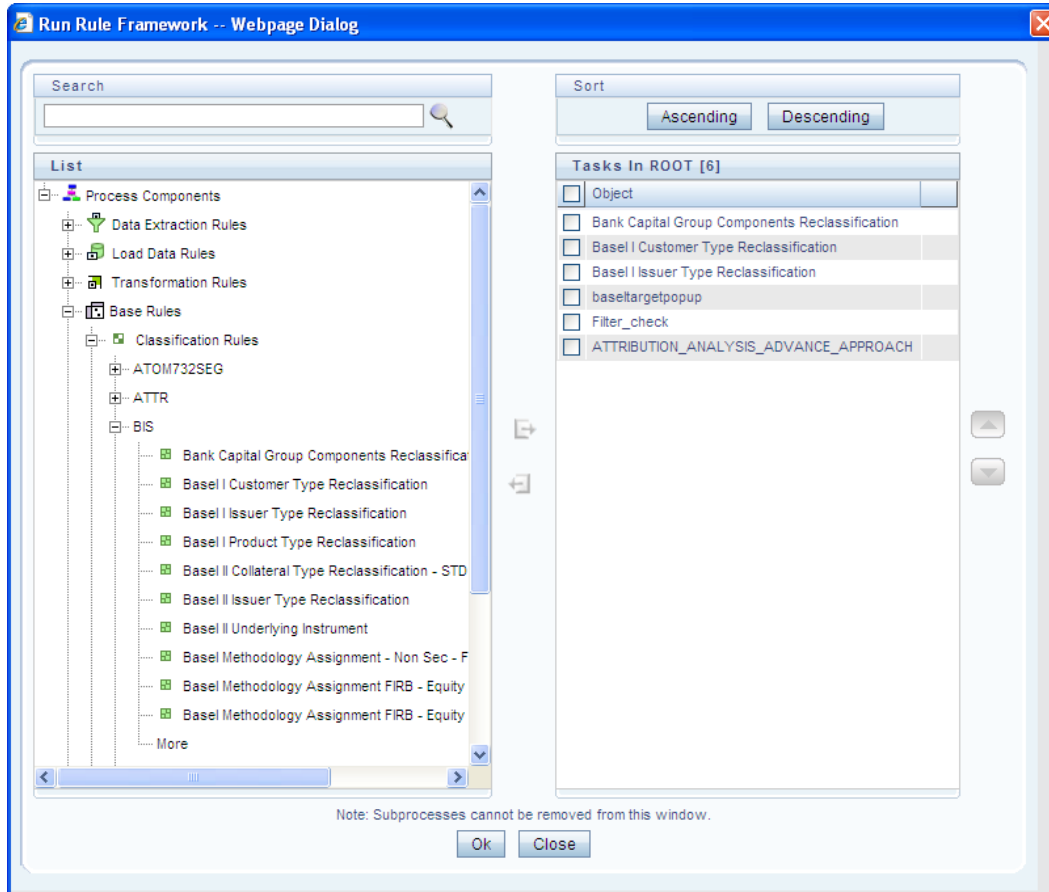 Run Rule Framework -- Webpage Dialog
Search
Sort
Ascending Descending
List
Process Components
Data Extraction Rules
Load Data Rules
Transformation Rules
Base Rules
Classification Rules
ATOM732SEG
ATTR
BIS
Bank Capital Group Components Reclassifica
Basel I Customer Type Reclassification
Basel I Issuer Type Reclassification
Basel I Product Type Reclassification
Basel II Collateral Type Reclassification - STD
Basel II Issuer Type Reclassification
Basel II Underlying Instrument
Basel Methodology Assignment - Non Sec - F
Basel Methodology Assignment FIRB - Equity
Basel Methodology Assignment FIRB - Equity
More
Tasks In ROOT [6]
Object
Bank Capital Group Components Reclassification
Basel I Customer Type Reclassification
Basel I Issuer Type Reclassification
baseltargetpopup
Filter_check
ATTRIBUTION_ANALYSIS_ADVANCE_APPROACH
Note: Subprocesses cannot be removed from this window.
Ok Close